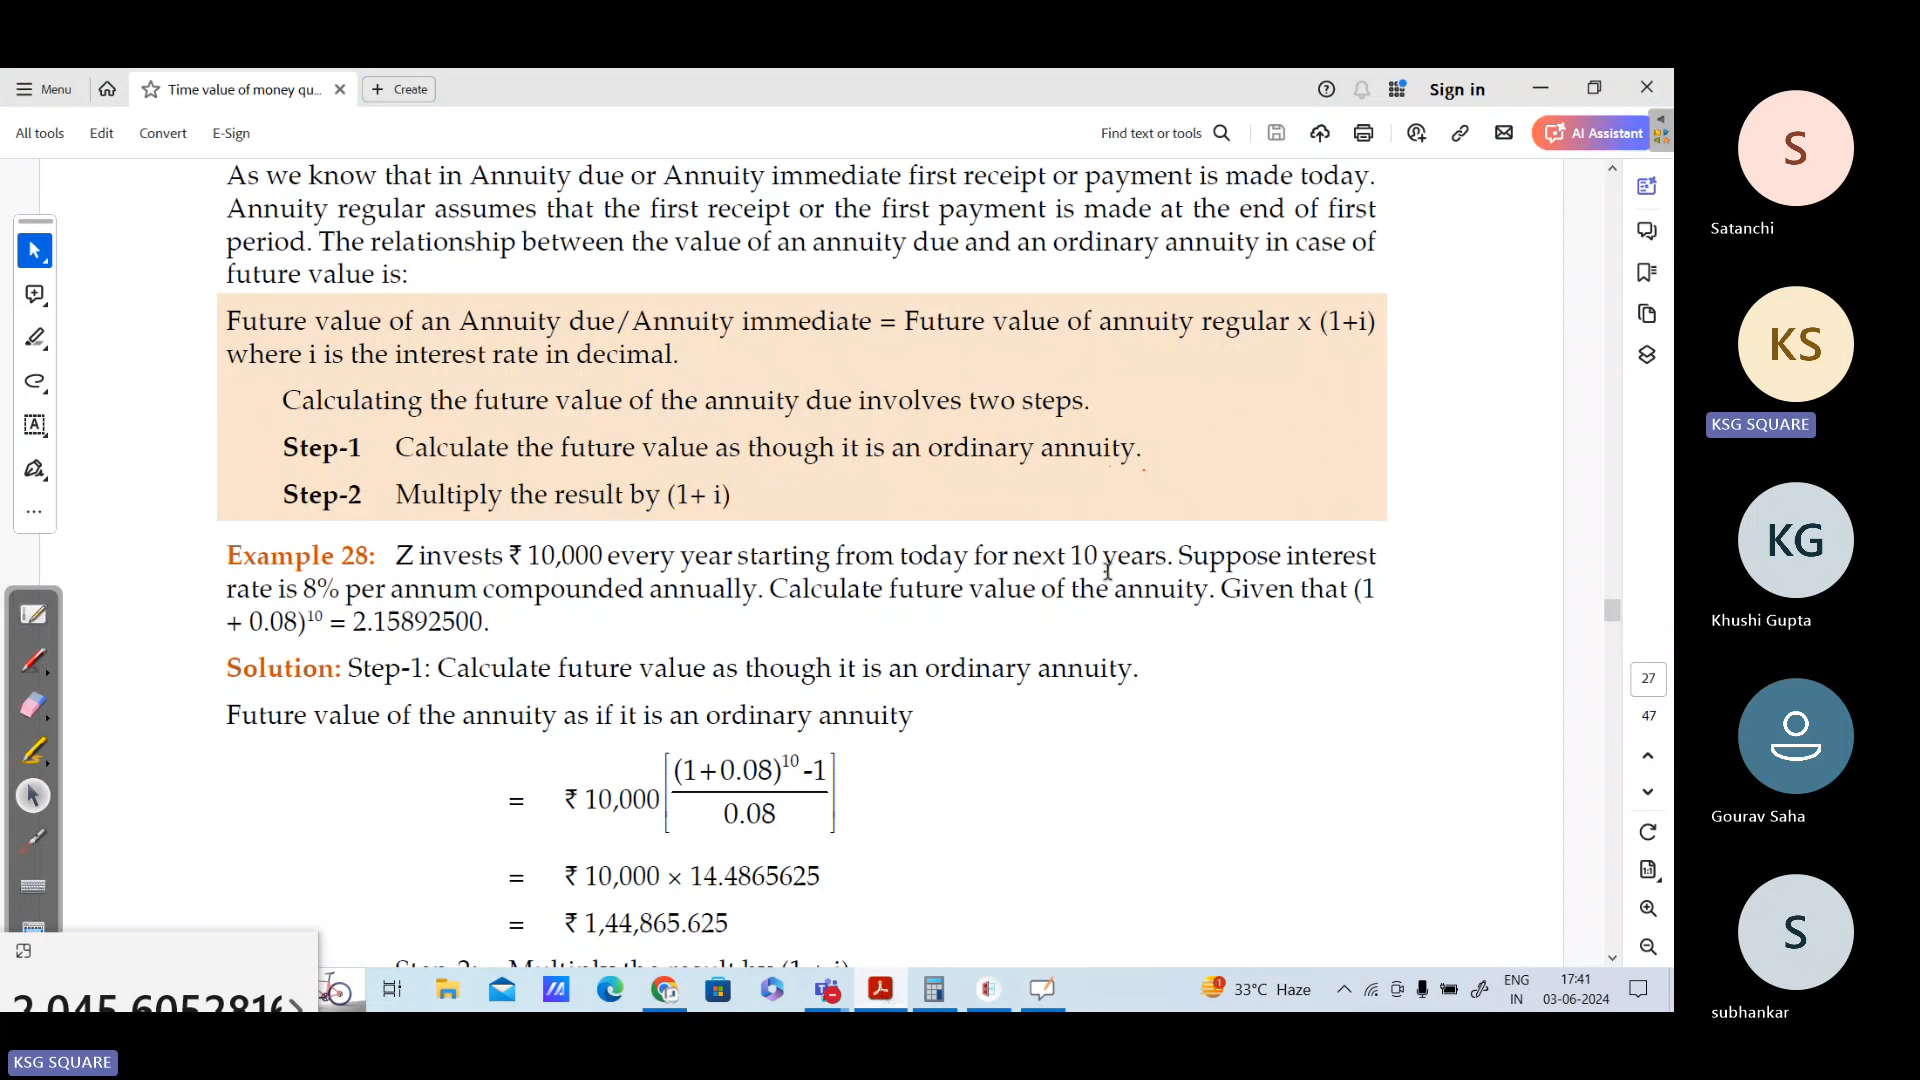 Menu
Time value of money qu...
Create
Sign in
All tools
Edit
Convert
E-Sign
Find text or tools
AI Assistant
As we know that in Annuity due or Annuity immediate first receipt or payment is made today.
Annuity regular assumes that the first receipt or the first payment is made at the end of first
period. The relationship between the value of an annuity due and an ordinary annuity in case of
future value is:
Future value of an Annuity due/Annuity immediate = Future value of annuity regular x (1+i)
where i is the interest rate in decimal.
Calculating the future value of the annuity due involves two steps.
Step-1 Calculate the future value as though it is an ordinary annuity.
Step-2 Multiply the result by (1+ i)
Example 28: Z invests ₹ 10,000 every year starting from today for next 10 years. Suppose interest
rate is 8% per annum compounded annually. Calculate future value of the annuity. Given that (1
+ 0.08)¹⁰ = 2.15892500.
Solution: Step-1: Calculate future value as though it is an ordinary annuity.
Future value of the annuity as if it is an ordinary annuity
= ₹ 10,000 [(1+0.08)¹⁰ -1
0.08]
= ₹ 10,000 × 14.4865625
= ₹ 1,44,865.625
Step-2: Multiply the result by (1 + i)
27
47
2,045.6052816
33°C Haze
ENG
IN
17:41
03-06-2024
S
Satanchi
KS
KSG SQUARE
KG
Khushi Gupta
Gourav Saha
S
subhankar
KSG SQUARE